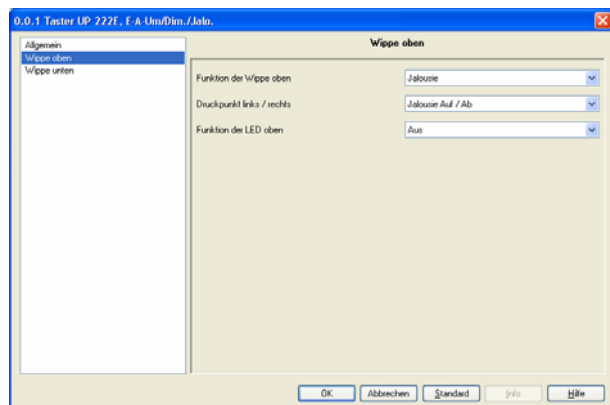 0.0.1 Taster UP 222E, E-A-Um/Dim./Jalo.
Allgemein
Wippe oben
Wippe unten
Wippe oben
Funktion der Wippe oben
Jalousie
Druckpunkt links / rechts
Jalousie Auf / Ab
Funktion der LED oben
Aus
OK
Abbrechen
Standard
Info
Hilfe